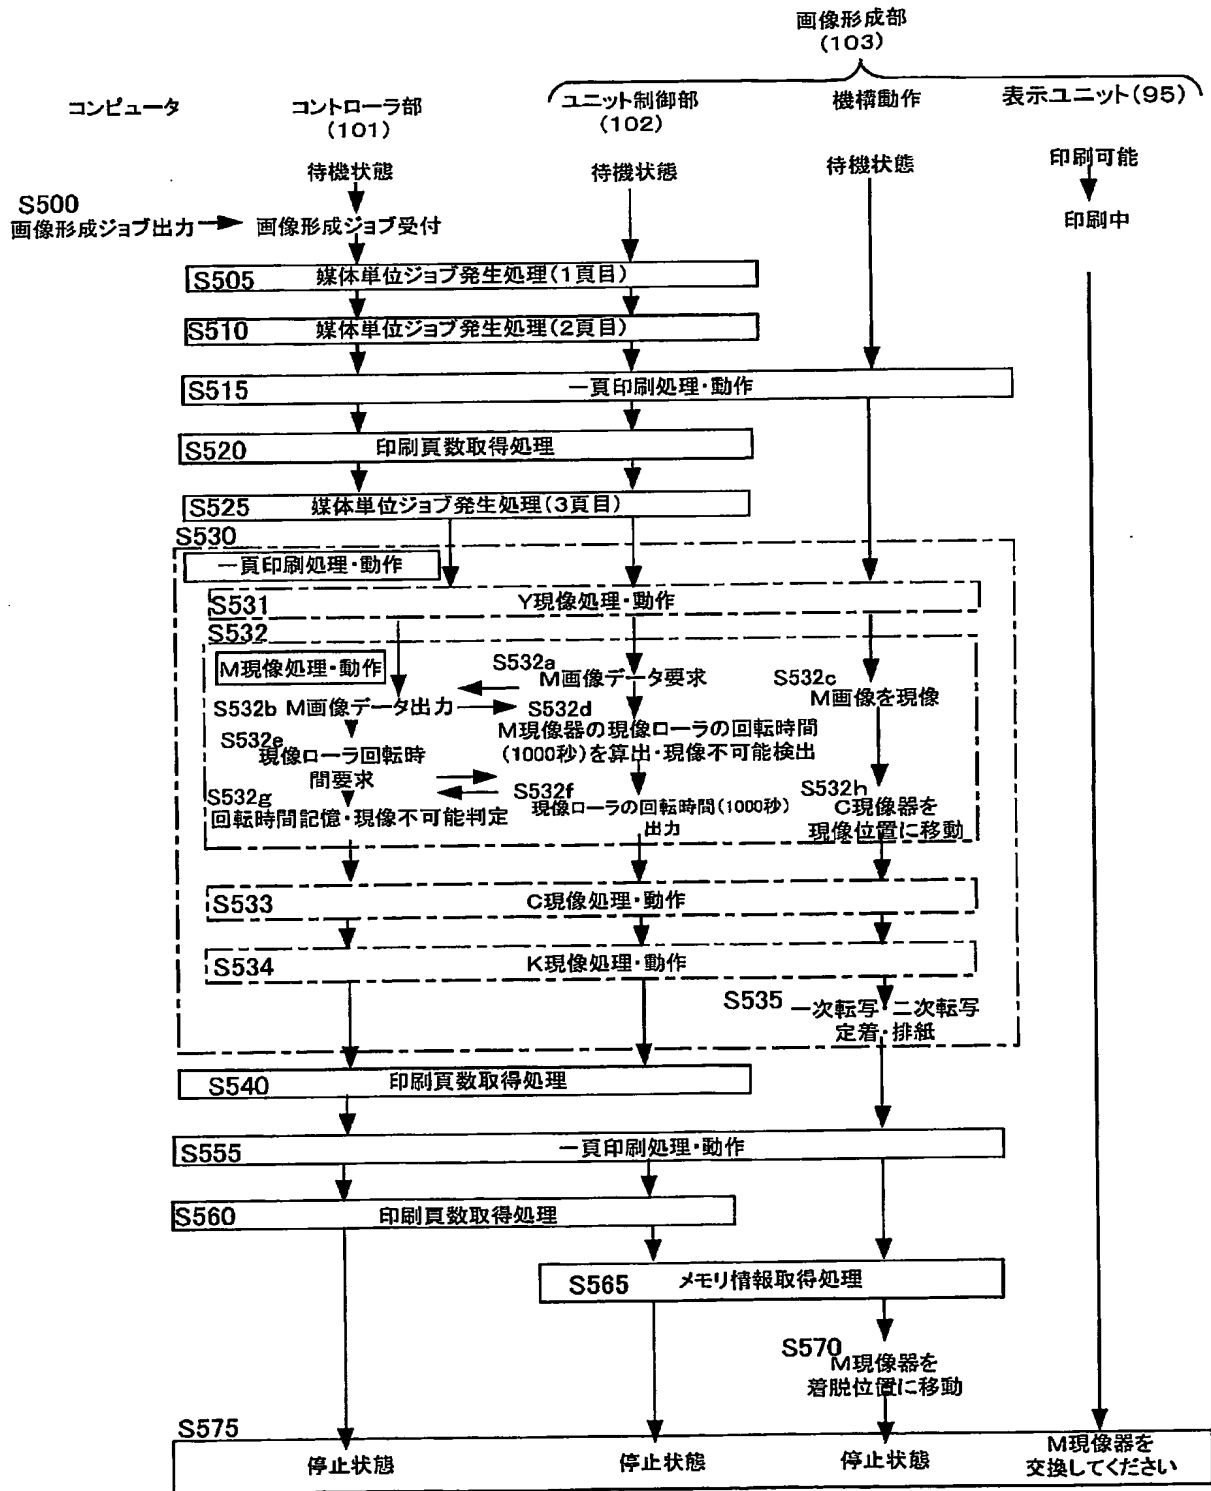 画像形成部
(103)
コンピュータ
コントローラ部
(101)
ユニット制御部
(102)
機構動作
表示ユニット(95)
待機状態
待機状態
待機状態
印刷可能
S500
画像形成ジョブ出力
画像形成ジョブ受付
印刷中
S505 媒体単位ジョブ発生処理(1頁目)
S510 媒体単位ジョブ発生処理(2頁目)
S515 一頁印刷処理・動作
S520 印刷頁数取得処理
S525 媒体単位ジョブ発生処理(3頁目)
S530
一頁印刷処理・動作
S531 Y現像処理・動作
S532
M現像処理・動作
S532a
M画像データ要求
S532c
M画像を現像
S532b M画像データ出力
S532d
M現像器の現像ローラの回転時間
(1000秒)を算出・現像不可能検出
S532e
現像ローラ回転時
間要求
S532f
現像ローラの回転時間(1000秒)
出力
S532g
回転時間記憶・現像不可能判定
S532h
C現像器を
現像位置に移動
S533 C現像処理・動作
S534 K現像処理・動作
S535 一次転写・二次転写
定着・排紙
S540 印刷頁数取得処理
S555 一頁印刷処理・動作
S560 印刷頁数取得処理
S565 メモリ情報取得処理
S570
M現像器を
着脱位置に移動
S575
停止状態
停止状態
停止状態
M現像器を
交換してください